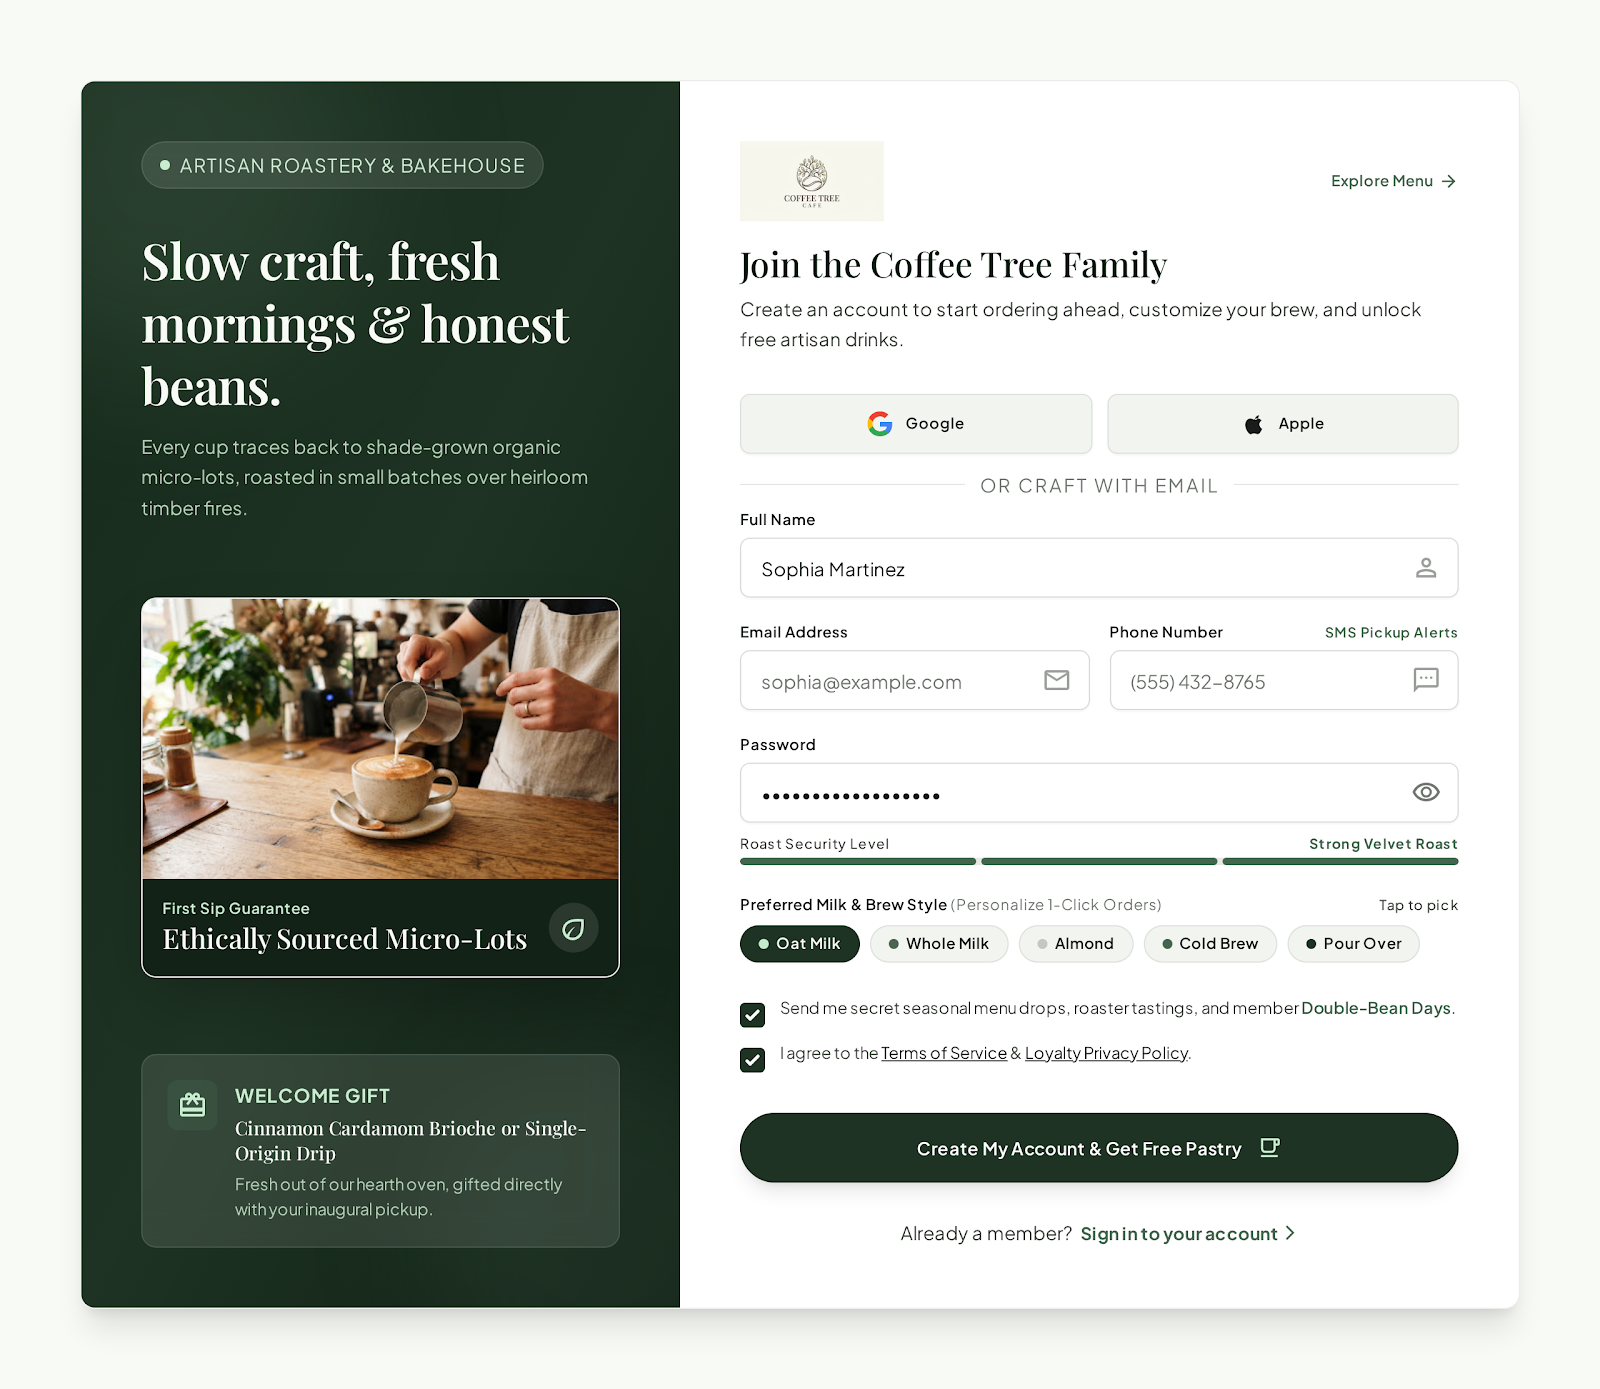 ARTISAN ROASTERY & BAKEHOUSE
Slow craft, fresh
mornings & honest
beans.
Every cup traces back to shade-grown organic
micro-lots, roasted in small batches over heirloom
timber fires.
First Sip Guarantee
Ethically Sourced Micro-Lots
WELCOME GIFT
Cinnamon Cardamom Brioche or Single-
Origin Drip
Fresh out of our hearth oven, gifted directly
with your inaugural pickup.
COFFEE TREE
CAFE
Explore Menu
Join the Coffee Tree Family
Create an account to start ordering ahead, customize your brew, and unlock
free artisan drinks.
Google
Apple
OR CRAFT WITH EMAIL
Full Name
Sophia Martinez
Email Address
sophia@example.com
Phone Number
SMS Pickup Alerts
(555) 432-8765
Password
••••••••••••••••••
Roast Security Level
Strong Velvet Roast
Preferred Milk & Brew Style (Personalize 1-Click Orders)
Tap to pick
Oat Milk
Whole Milk
Almond
Cold Brew
Pour Over
Send me secret seasonal menu drops, roaster tastings, and member Double-Bean Days.
I agree to the Terms of Service & Loyalty Privacy Policy.
Create My Account & Get Free Pastry
Already a member? Sign in to your account